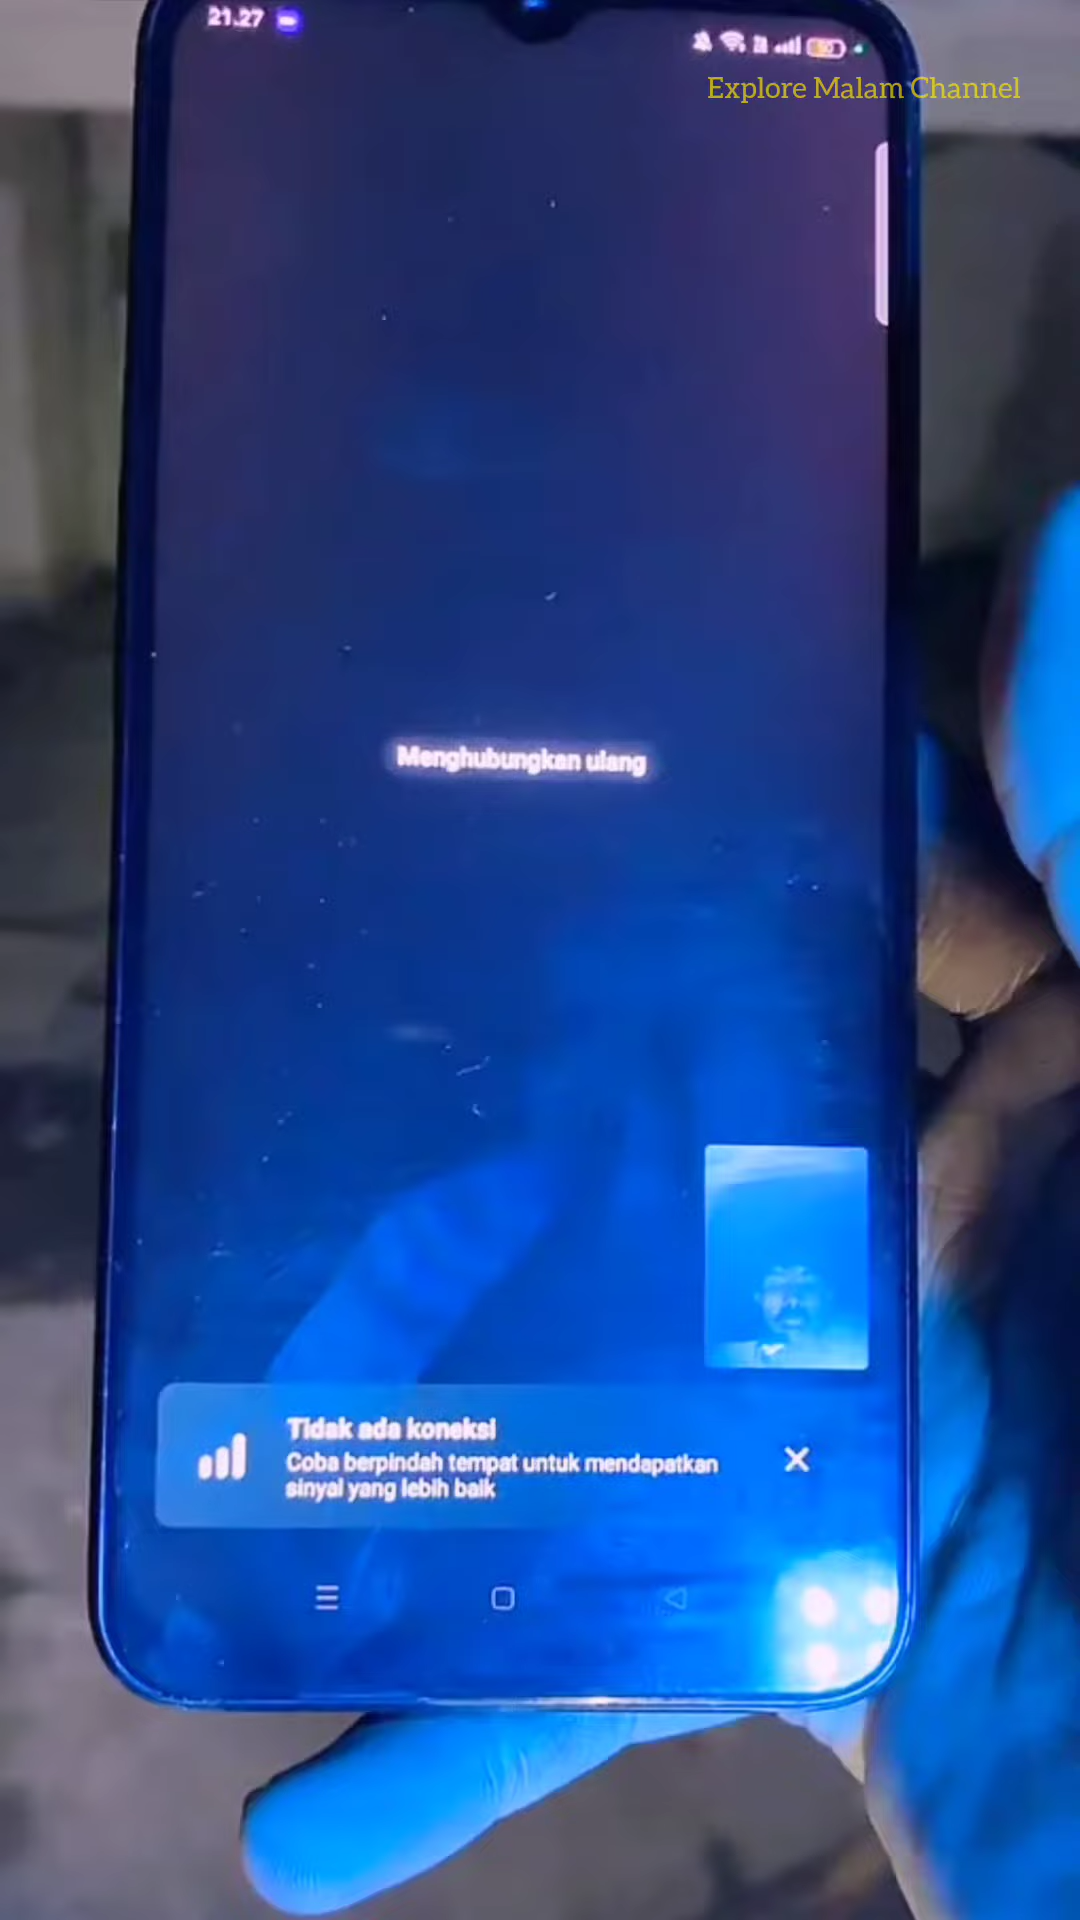 21.27
Explore Malam Channel
Menghubungkan ulang
Tidak ada koneksi
Coba berpindah tempat untuk mendapatkan
sinyal yang lebih baik